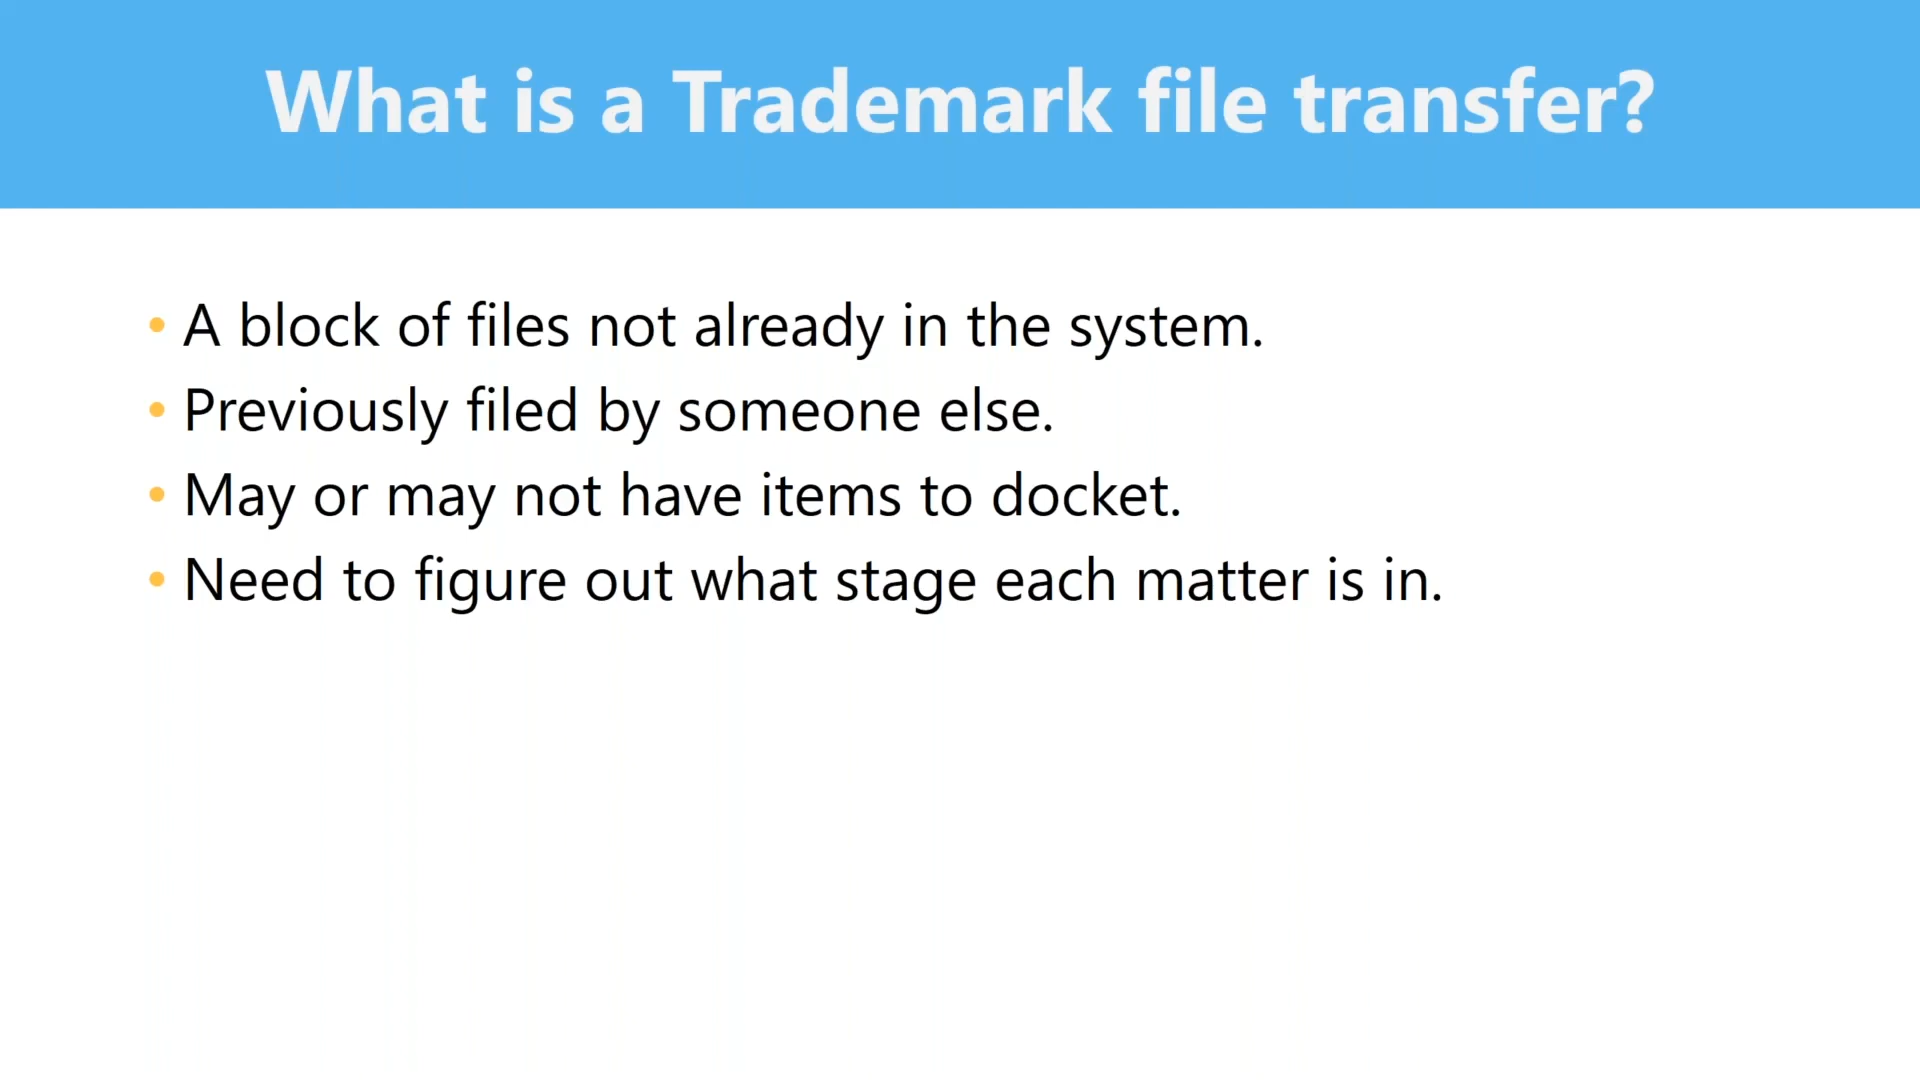 What is a Trademark file transfer?
• A block of files not already in the system.
• Previously filed by someone else.
• May or may not have items to docket.
• Need to figure out what stage each matter is in.